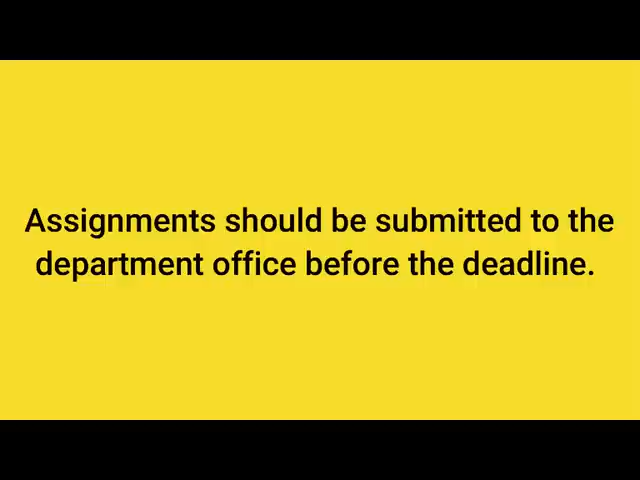 Assignments should be submitted to the
department office before the deadline.